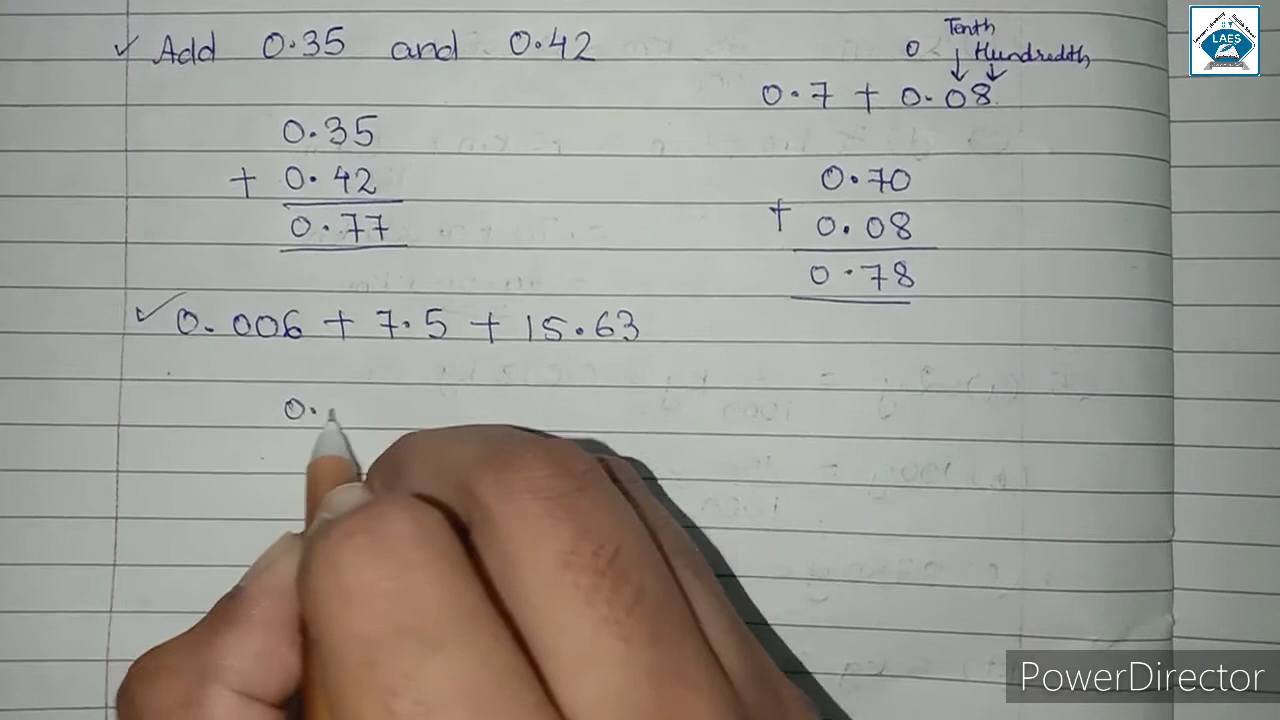 ✓ Add 0.35 and 0.42
0.35
+ 0.42
0.77
Tenth
0 Hundredth
0.7 + 0.08
0.70
+ 0.08
0.78
✓ 0.006 + 7.5 + 15.63
0.
LAES
PowerDirector